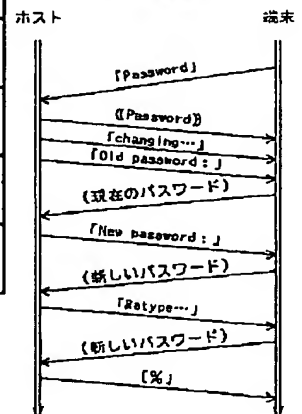 ホスト 端末
「Password」
《Password》
「changing…」
「Old password:」
(現在のパスワード)
「New password:」
(新しいパスワード)
「Retype…」
(新しいパスワード)
「%」